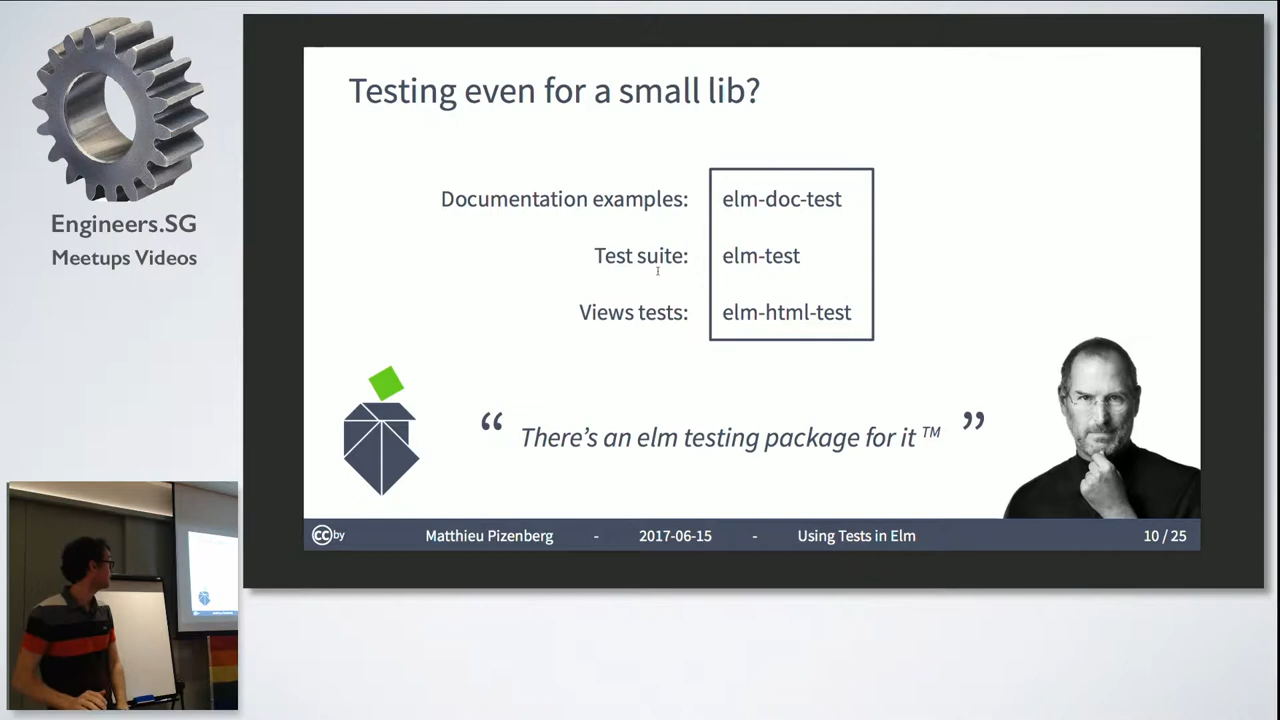 Engineers.SG
Meetups Videos
Testing even for a small lib?
Documentation examples: elm-doc-test
Test suite: elm-test
Views tests: elm-html-test
“ There’s an elm testing package for it ™ ”
cc by Matthieu Pizenberg - 2017-06-15 - Using Tests in Elm 10 / 25